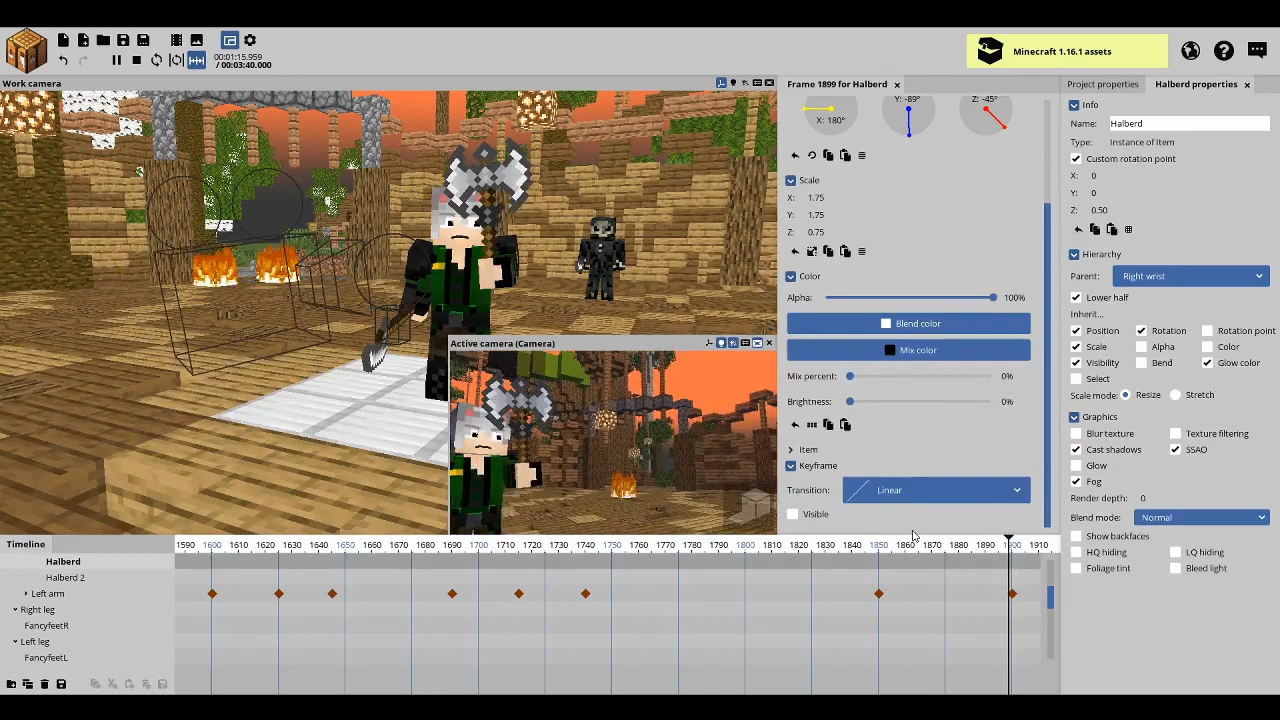 00:01:15.959
/ 00:03:40.000
Minecraft 1.16.1 assets
Work camera
Active camera (Camera)
Frame 1899 for Halberd
X: 180°
Y: -89°
Z: -45°
Scale
X: 1.75
Y: 1.75
Z: 0.75
Color
Alpha: 100%
Blend color
Mix color
Mix percent: 0%
Brightness: 0%
Item
Keyframe
Transition: Linear
Visible
Project properties Halberd properties
Info
Name: Halberd
Type: Instance of Item
Custom rotation point
X: 0
Y: 0
Z: 0.50
Hierarchy
Parent: Right wrist
Lower half
Inherit...
Position Rotation Rotation point
Scale Alpha Color
Visibility Bend Glow color
Select
Scale mode: Resize Stretch
Graphics
Blur texture Texture filtering
Cast shadows SSAO
Glow
Fog
Render depth: 0
Blend mode: Normal
Show backfaces
HQ hiding LQ hiding
Foliage tint Bleed light
Timeline
1590 1600 1610 1620 1630 1640 1650 1660 1670 1680 1690 1700 1710 1720 1730 1740 1750 1760 1770 1780 1790 1800 1810 1820 1830 1840 1850 1860 1870 1880 1890 1900 1910
Halberd
Halberd 2
Left arm
Right leg
FancyfeetR
Left leg
FancyfeetL